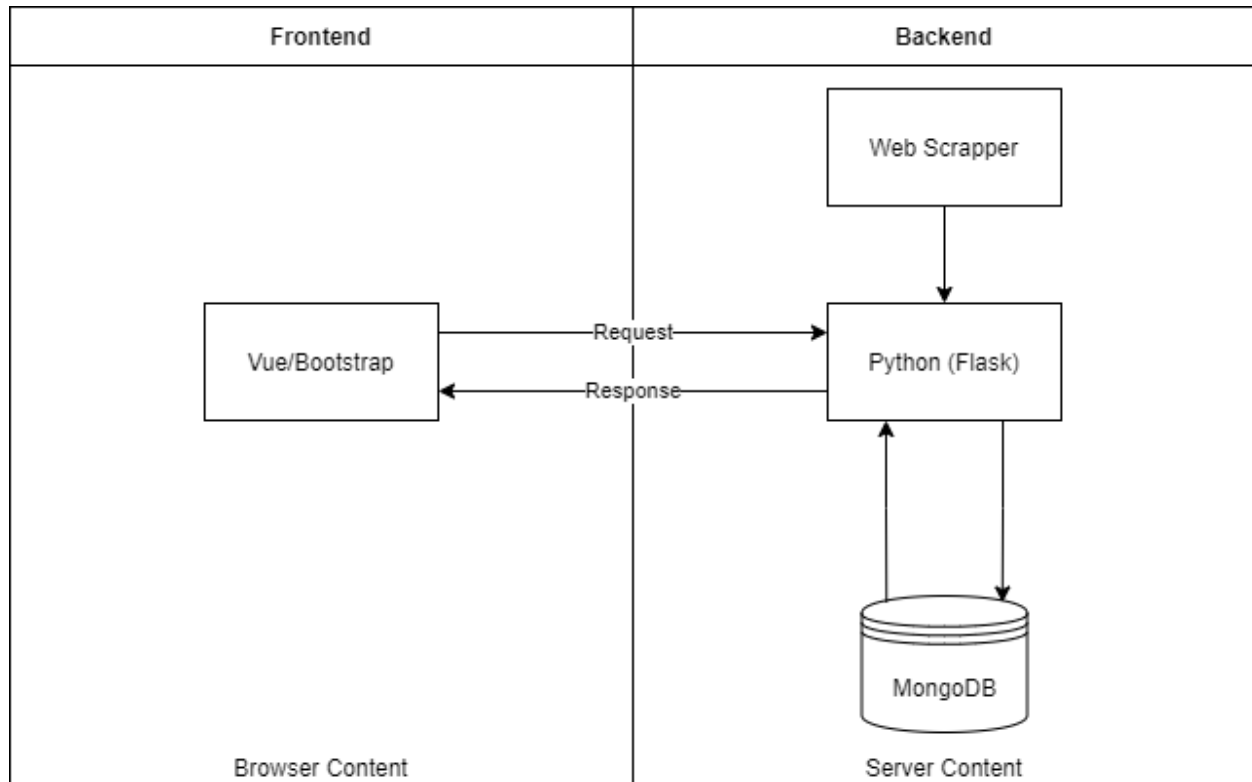 Frontend
Backend
Web Scrapper
Request
Vue/Bootstrap
Python (Flask)
Response
MongoDB
Browser Content
Server Content